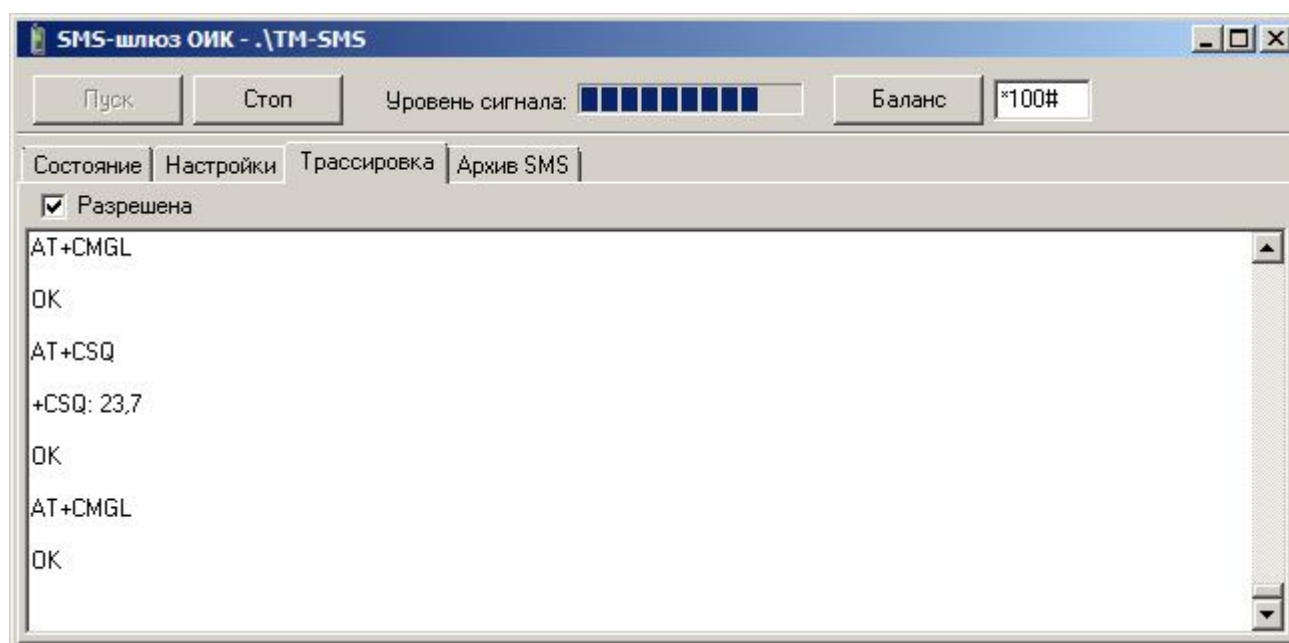 SMS-шлюз ОИК - .\TM-SMS
Пуск Стоп Уровень сигнала: Баланс *100#
Состояние Настройки Трассировка Архив SMS
Разрешена
AT+CMGL
OK
AT+CSQ
+CSQ: 23,7
OK
AT+CMGL
OK